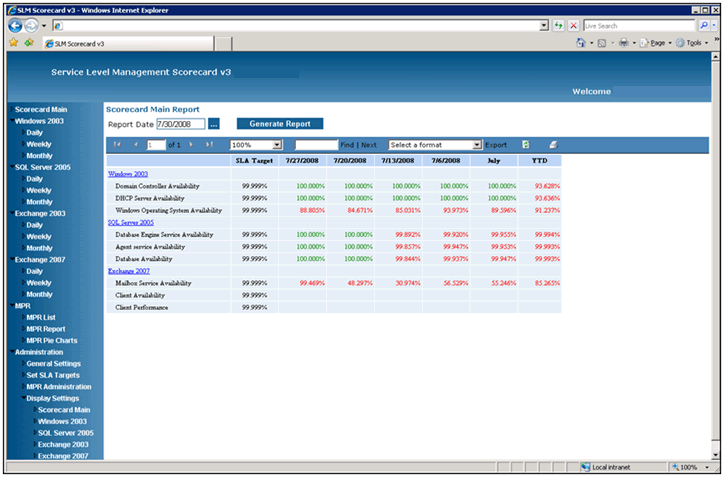 SLM Scorecard v3 - Windows Internet Explorer
Live Search
SLM Scorecard v3
Page Tools
Service Level Management Scorecard v3
Welcome
Scorecard Main
Windows 2003
Daily
Weekly
Monthly
SQL Server 2005
Daily
Weekly
Monthly
Exchange 2003
Daily
Weekly
Monthly
Exchange 2007
Daily
Weekly
Monthly
MPR
MPR List
MPR Report
MPR Pie Charts
Administration
General Settings
Set SLA Targets
MPR Administration
Display Settings
Scorecard Main
Windows 2003
SQL Server 2005
Exchange 2003
Exchange 2007
Scorecard Main Report
Report Date 7/30/2008 ... Generate Report
1 of 1 100% Find | Next Select a format Export
SLA Target 7/27/2008 7/20/2008 7/13/2008 7/6/2008 July YTD
Windows 2003
Domain Controller Availability 99.999% 100.000% 100.000% 100.000% 100.000% 100.000% 93.628%
DHCP Server Availability 99.999% 100.000% 100.000% 100.000% 100.000% 100.000% 93.636%
Windows Operating System Availability 99.999% 88.805% 84.671% 85.031% 93.973% 89.596% 91.237%
SQL Server 2005
Database Engine Service Availability 99.999% 100.000% 100.000% 99.892% 99.920% 99.955% 99.994%
Agent service Availability 99.999% 100.000% 100.000% 99.857% 99.947% 99.953% 99.993%
Database Availability 99.999% 100.000% 100.000% 99.844% 99.937% 99.947% 99.993%
Exchange 2007
Mailbox Service Availability 99.999% 99.469% 48.297% 30.974% 56.529% 55.246% 85.265%
Client Availability 99.999%
Client Performance 99.999%
Local intranet 100%